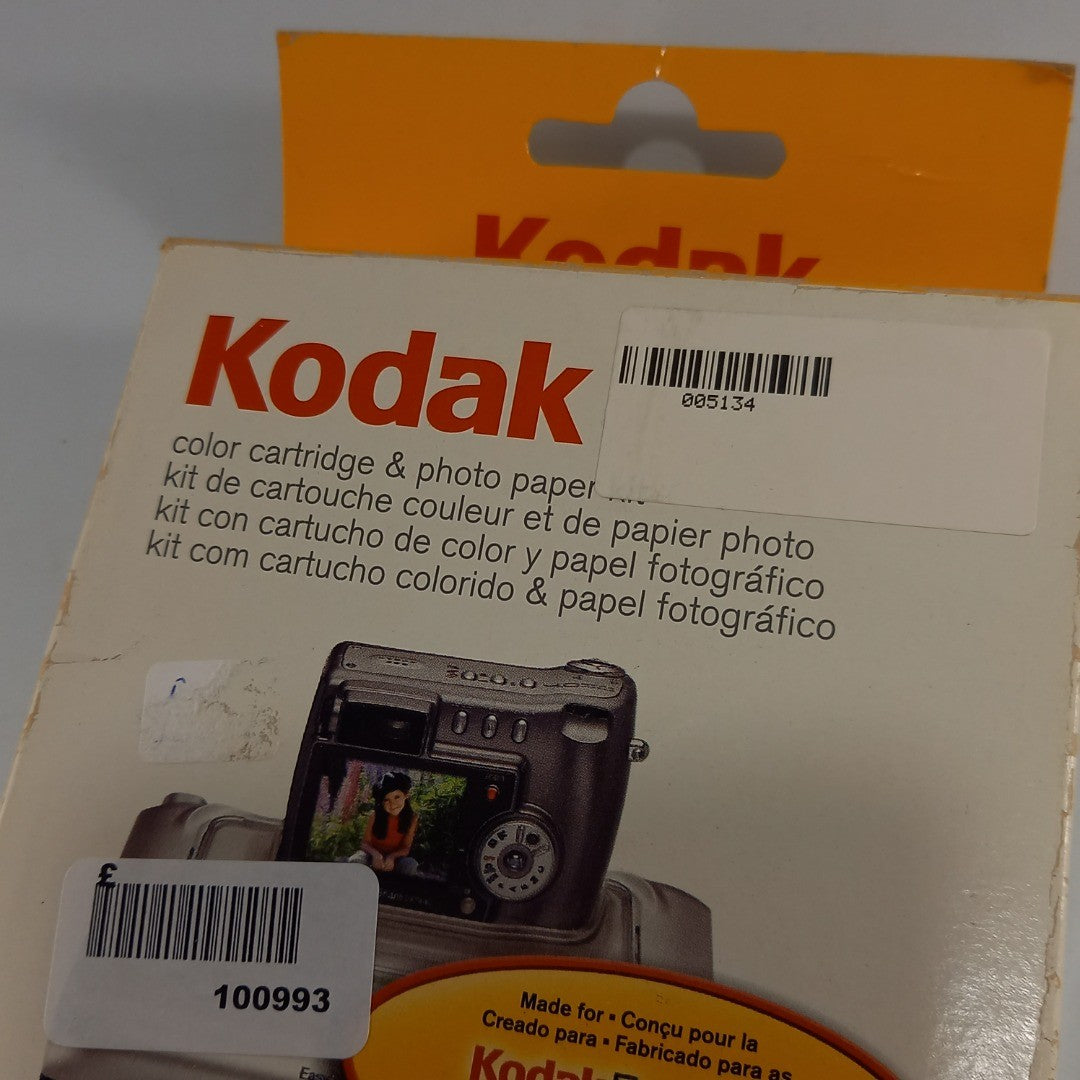 Kodak
Kodak
005134
color cartridge & photo paper kit
kit de cartouche couleur et de papier photo
kit con cartucho de color y papel fotográfico
kit com cartucho colorido & papel fotográfico
£
100993
Made for • Conçu pour la
Creado para • Fabricado para as
Kodak